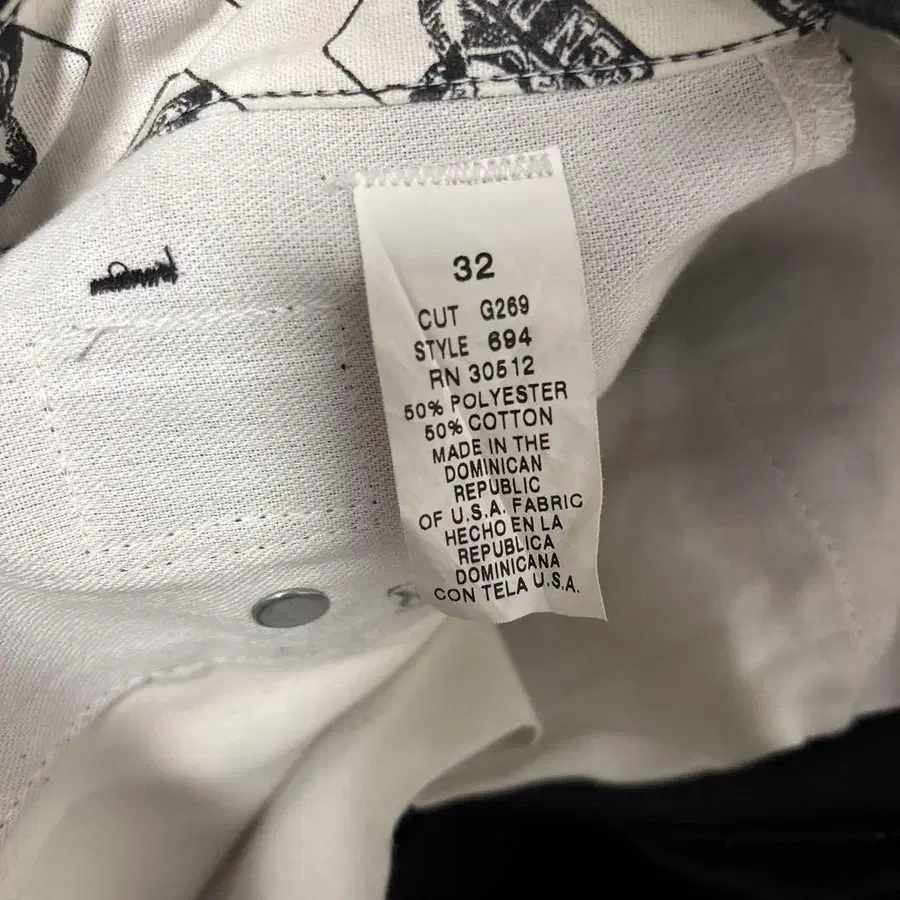 32
CUT G269
STYLE 694
RN 30512
50% POLYESTER
50% COTTON
MADE IN THE
DOMINICAN
REPUBLIC
OF U.S.A. FABRIC
HECHO EN LA
REPUBLICA
DOMINICANA
CON TELA U.S.A.